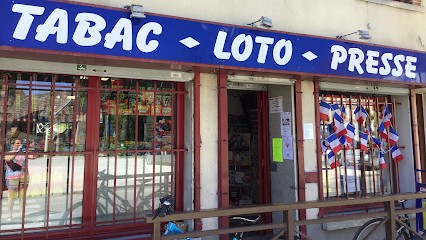 TABAC - LOTO - PRESSE